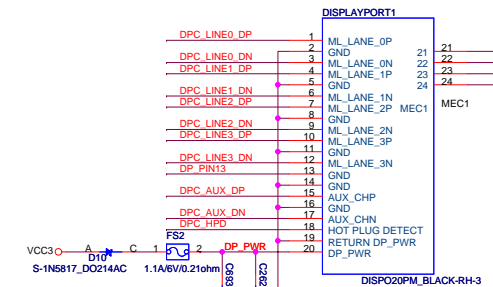 DISPLAYPORT1
DPC_LINE0_DP 1 ML_LANE_0P
2 GND 21 21
DPC_LINE0_DN 3 ML_LANE_0N 22 22
DPC_LINE1_DP 4 ML_LANE_1P 23 23
5 GND 24 24
DPC_LINE1_DN 6 ML_LANE_1N
DPC_LINE2_DP 7 ML_LANE_2P MEC1 MEC1
8 GND
DPC_LINE2_DN 9 ML_LANE_2N
DPC_LINE3_DP 10 ML_LANE_3P
11 GND
DPC_LINE3_DN 12 ML_LANE_3N
DP_PIN13 13 GND
14 GND
DPC_AUX_DP 15 AUX_CHP
16 GND
DPC_AUX_DN 17 AUX_CHN
DPC_HPD 18 HOT PLUG DETECT
FS2 19 RETURN DP_PWR
VCC3 A C 1 2 DP_PWR 20 DP_PWR
D10
S-1N5817_DO214AC 1.1A/6V/0.21ohm C693 C262 DISPO20PM_BLACK-RH-3